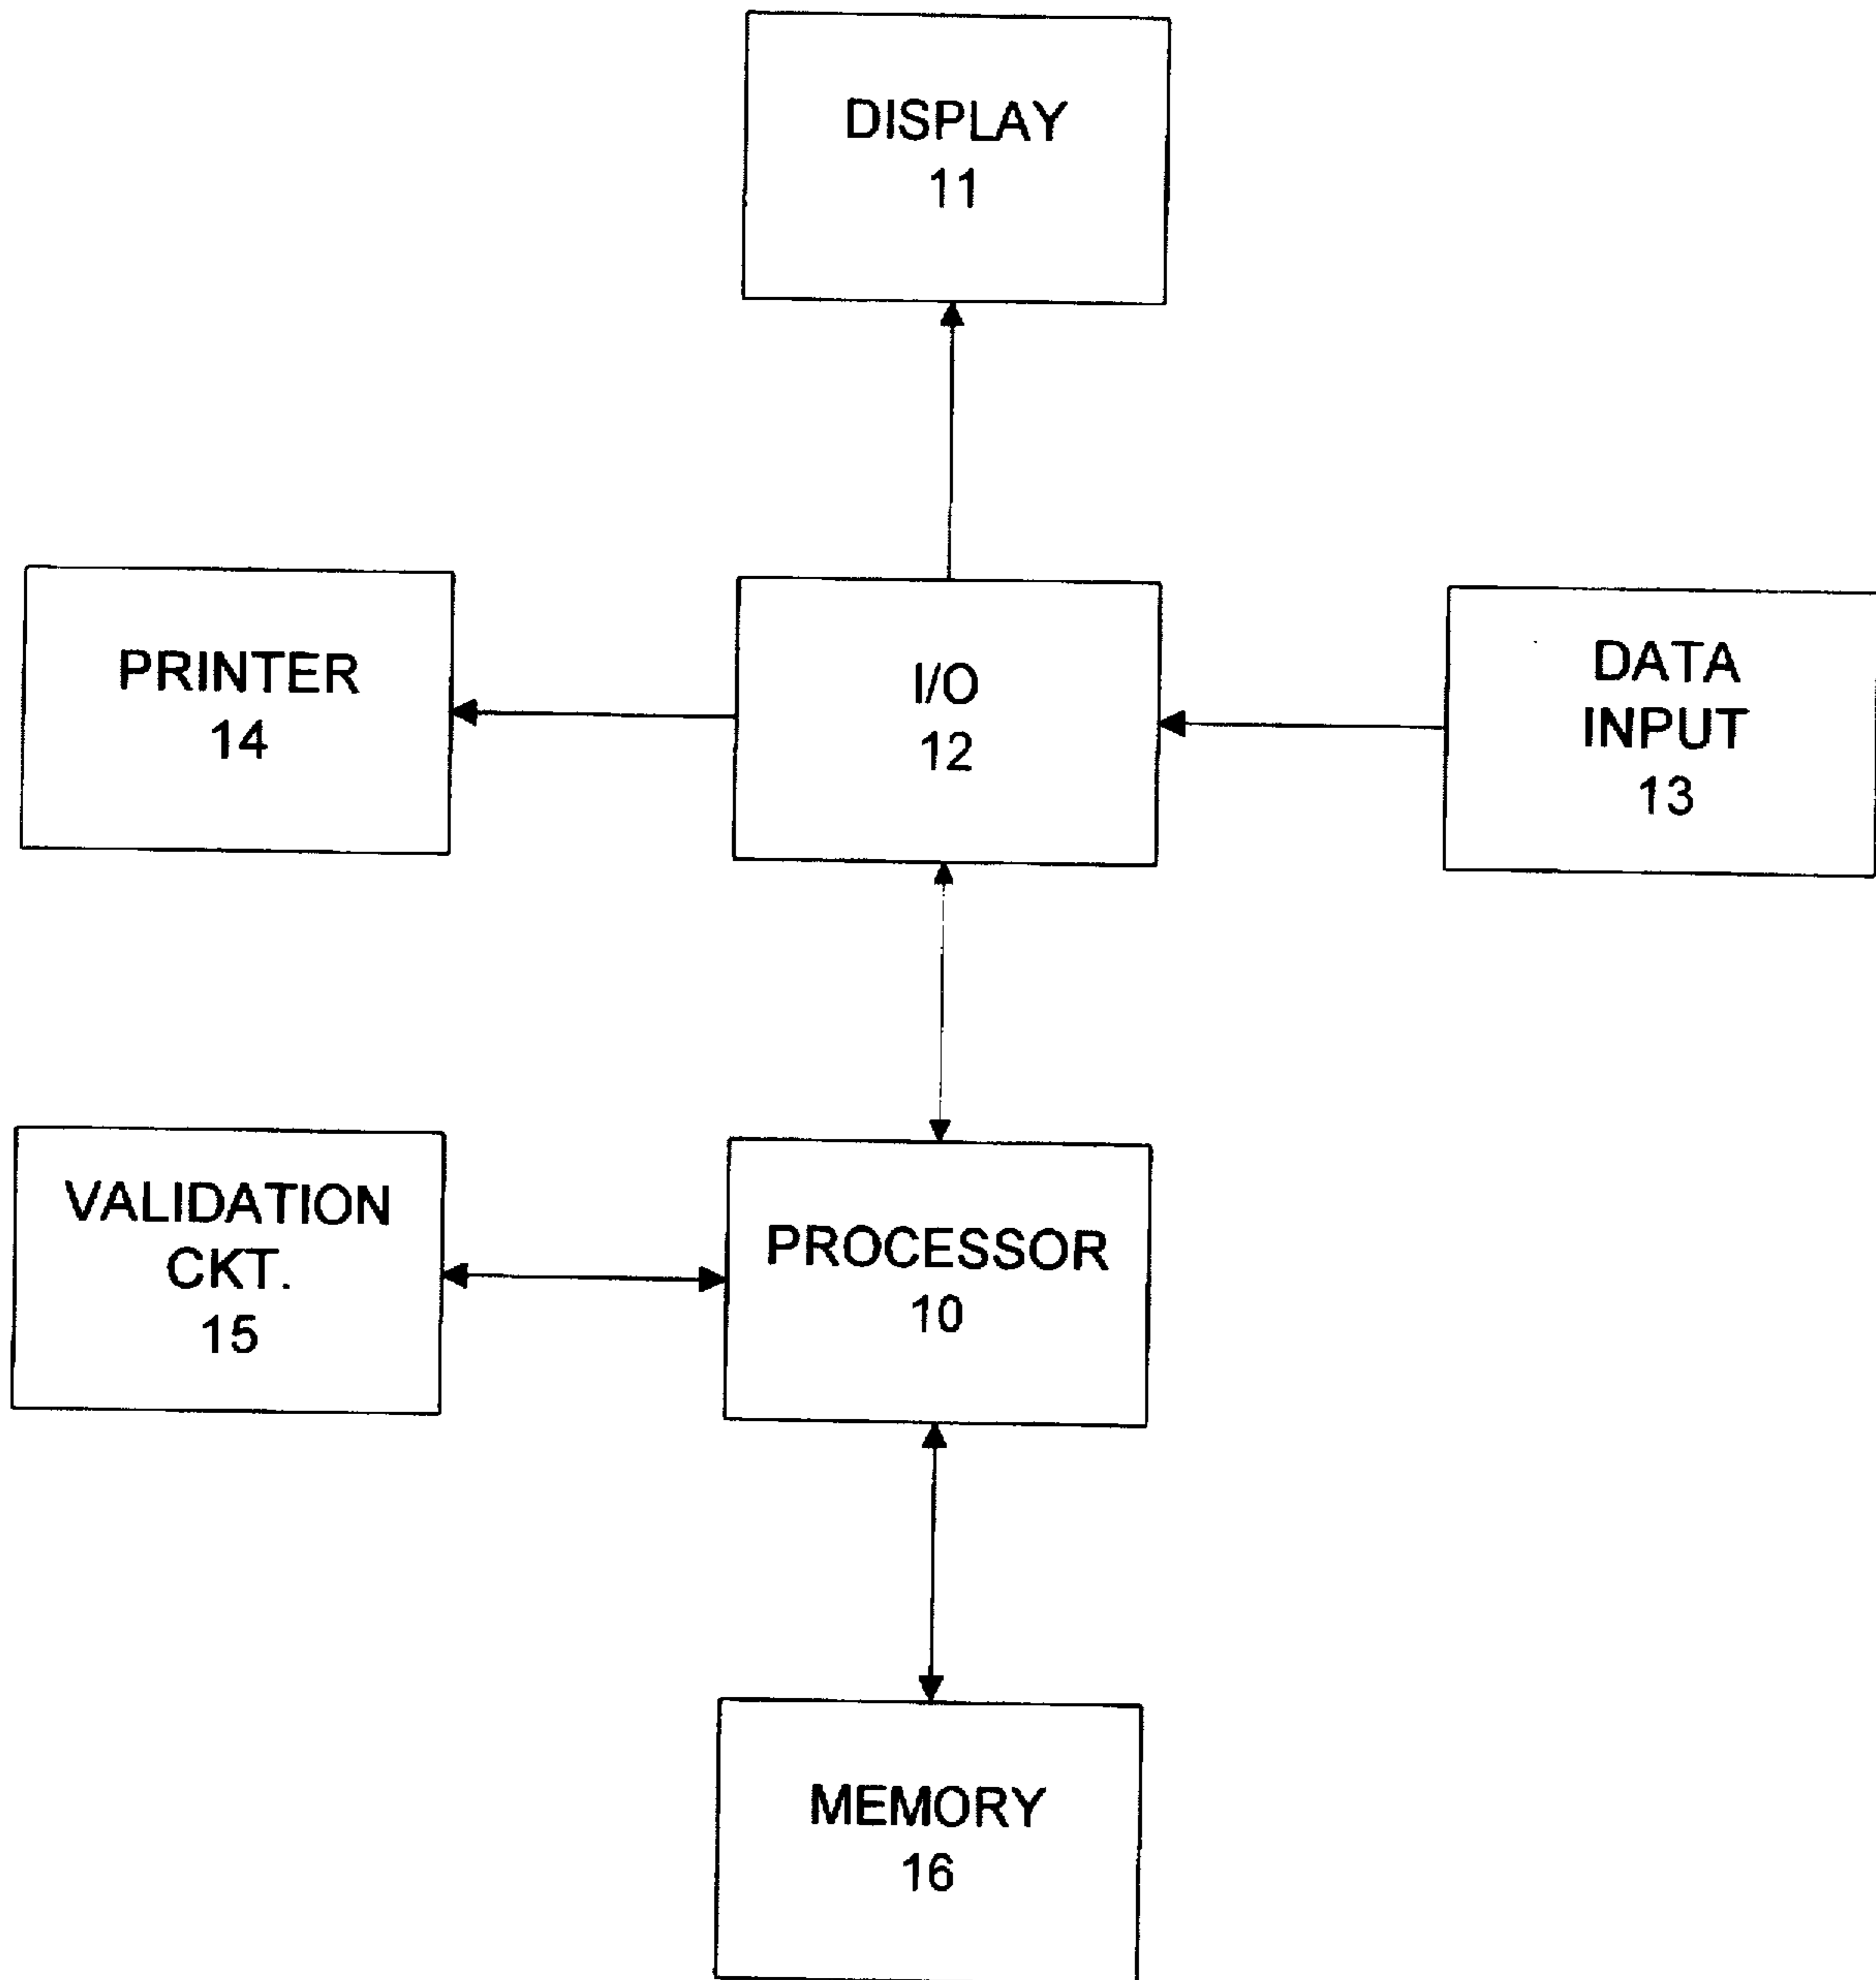 DISPLAY
11
PRINTER
14
I/O
12
DATA
INPUT
13
VALIDATION
CKT.
15
PROCESSOR
10
MEMORY
16